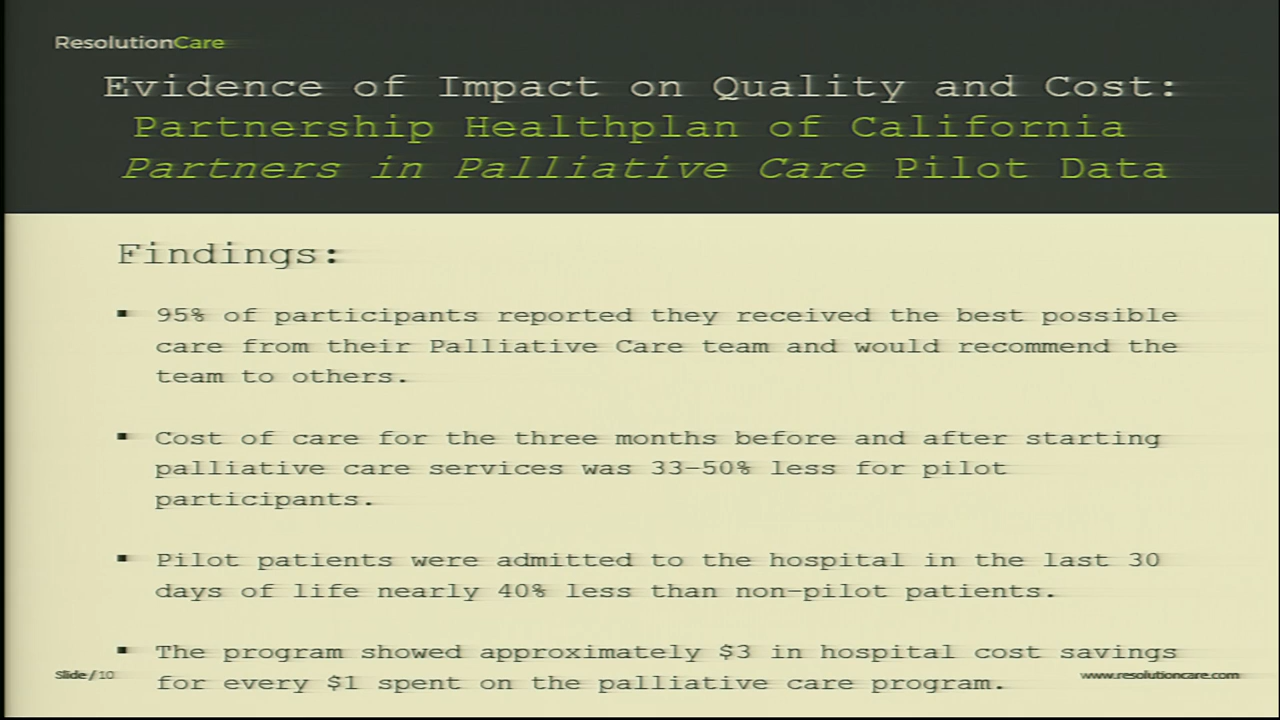 ResolutionCare
Evidence of Impact on Quality and Cost:
Partnership Healthplan of California
Partners in Palliative Care Pilot Data
Findings:
▪ 95% of participants reported they received the best possible
care from their Palliative Care team and would recommend the
team to others.
▪ Cost of care for the three months before and after starting
palliative care services was 33-50% less for pilot
participants.
▪ Pilot patients were admitted to the hospital in the last 30
days of life nearly 40% less than non-pilot patients.
▪ The program showed approximately $3 in hospital cost savings
for every $1 spent on the palliative care program.
Slide / 10
www.resolutioncare.com